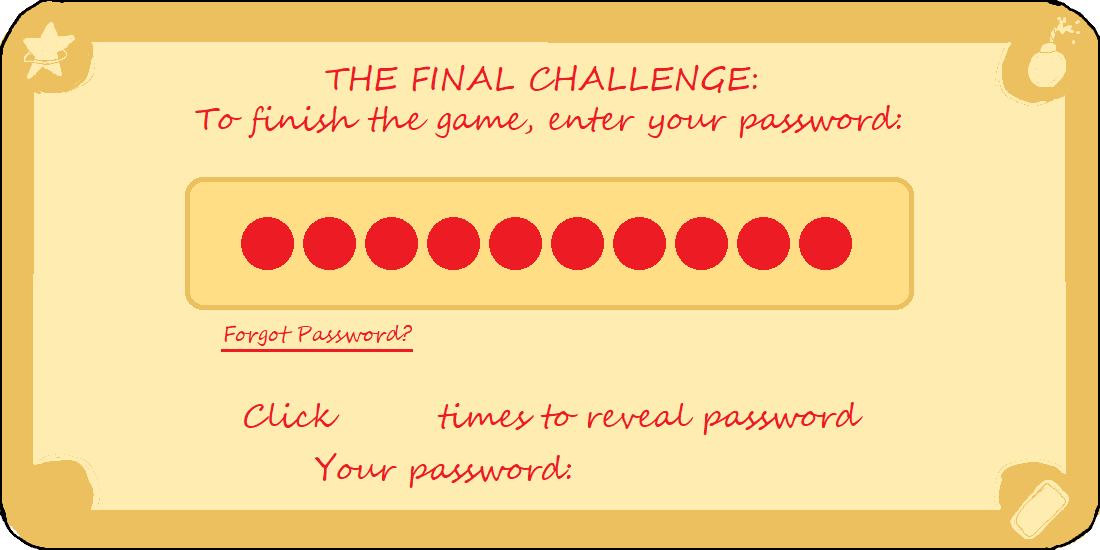 THE FINAL CHALLENGE:
To finish the game, enter your password:
Forgot Password?
Click times to reveal password
Your password: